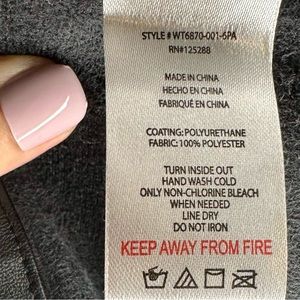 STYLE # WT6870-001-6PA
RN#125288
MADE IN CHINA
HECHO EN CHINA
FABRIQUÉ EN CHINA
COATING: POLYURETHANE
FABRIC: 100% POLYESTER
TURN INSIDE OUT
HAND WASH COLD
ONLY NON-CHLORINE BLEACH
WHEN NEEDED
LINE DRY
DO NOT IRON
KEEP AWAY FROM FIRE